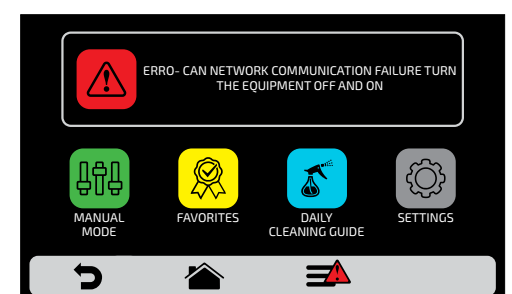 ERRO- CAN NETWORK COMMUNICATION FAILURE TURN
THE EQUIPMENT OFF AND ON
MANUAL
MODE
FAVORITES
DAILY
CLEANING GUIDE
SETTINGS